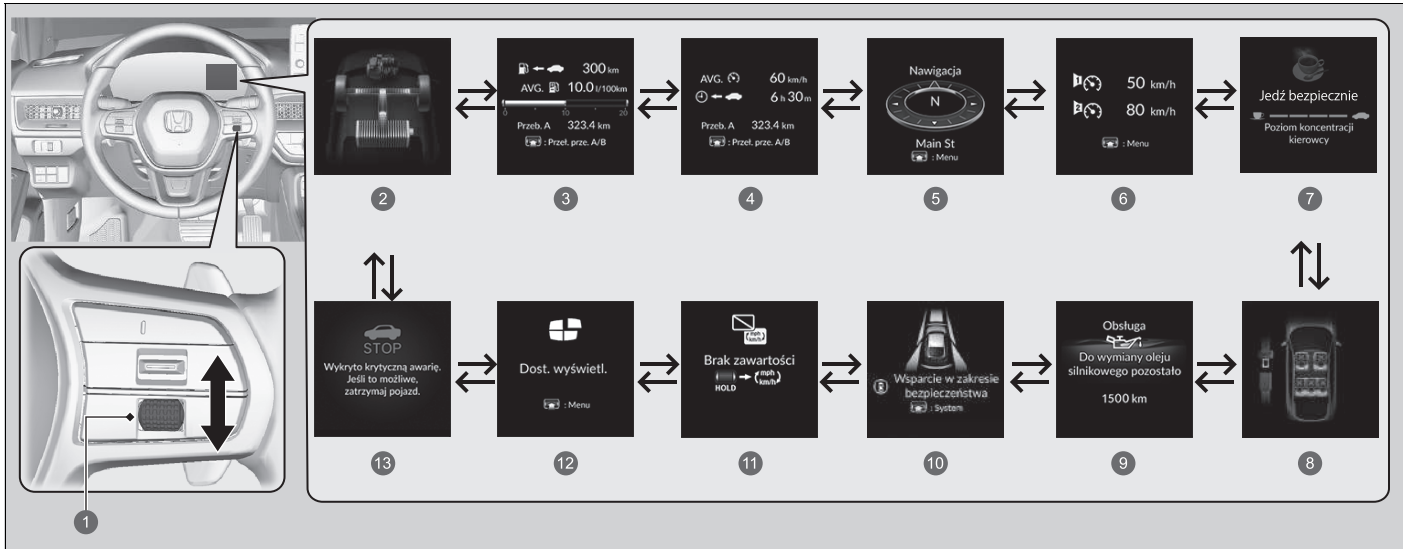 300 km
AVG. 10.0 l/100km
0 10 20
Przeb. A 323.4 km
: Przeł. prze. A/B
2
3
AVG. 60 km/h
6 h 30 m
Przeb. A 323.4 km
: Przeł. prze. A/B
4
Nawigacja
N
Main St
: Menu
5
1 50 km/h
2 80 km/h
: Menu
6
Jedź bezpiecznie
Poziom koncentracji
kierowcy
7
STOP
Wykryto krytyczną awarię.
Jeśli to możliwe,
zatrzymaj pojazd.
13
Dost. wyświetl.
: Menu
12
mph
km/h
Brak zawartości
HOLD
mph
km/h
11
Wsparcie w zakresie
bezpieczeństwa
: System
10
Obsługa
Do wymiany oleju
silnikowego pozostało
1500 km
9
8
1